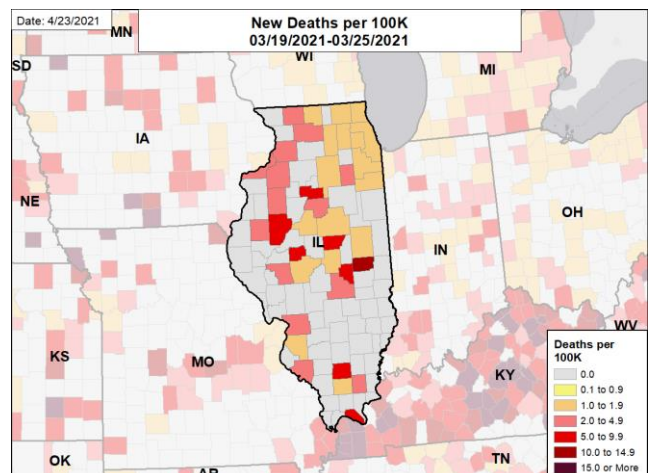 Date: 4/23/2021
New Deaths per 100K
03/19/2021-03/25/2021
MN
SD
WI
MI
IA
NE
IL
IN
OH
WV
KS
MO
KY
OK
AR
TN
Deaths per
100K
0.0
0.1 to 0.9
1.0 to 1.9
2.0 to 4.9
5.0 to 9.9
10.0 to 14.9
15.0 or More